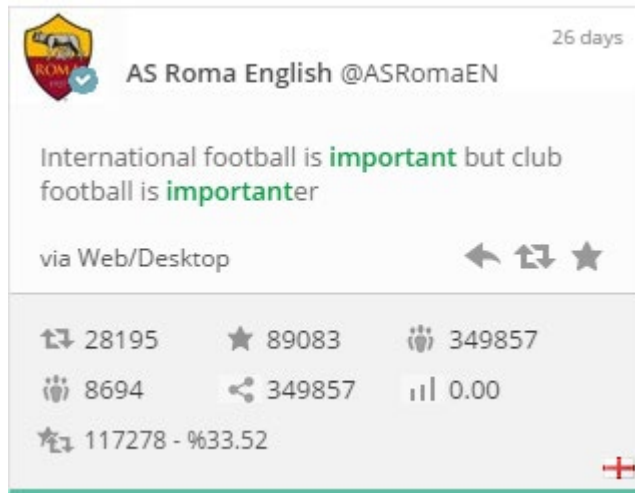 26 days
ROMA
AS Roma English @ASRomaEN
International football is important but club
football is importanter
via Web/Desktop
28195 89083 349857
8694 349857 0.00
117278 - %33.52